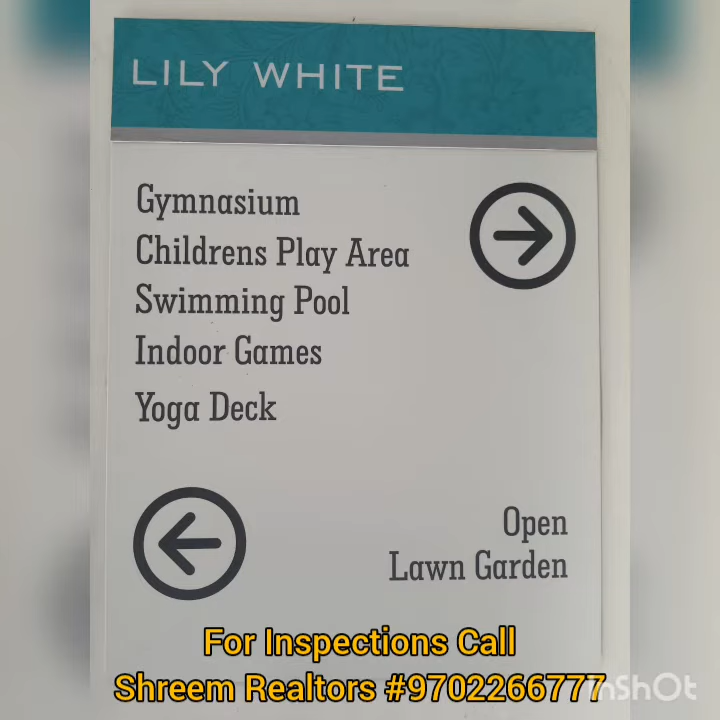 LILY WHITE
Gymnasium
Childrens Play Area
Swimming Pool
Indoor Games
Yoga Deck
Open
Lawn Garden
For Inspections Call
Shreem Realtors #9702266777
InShOt